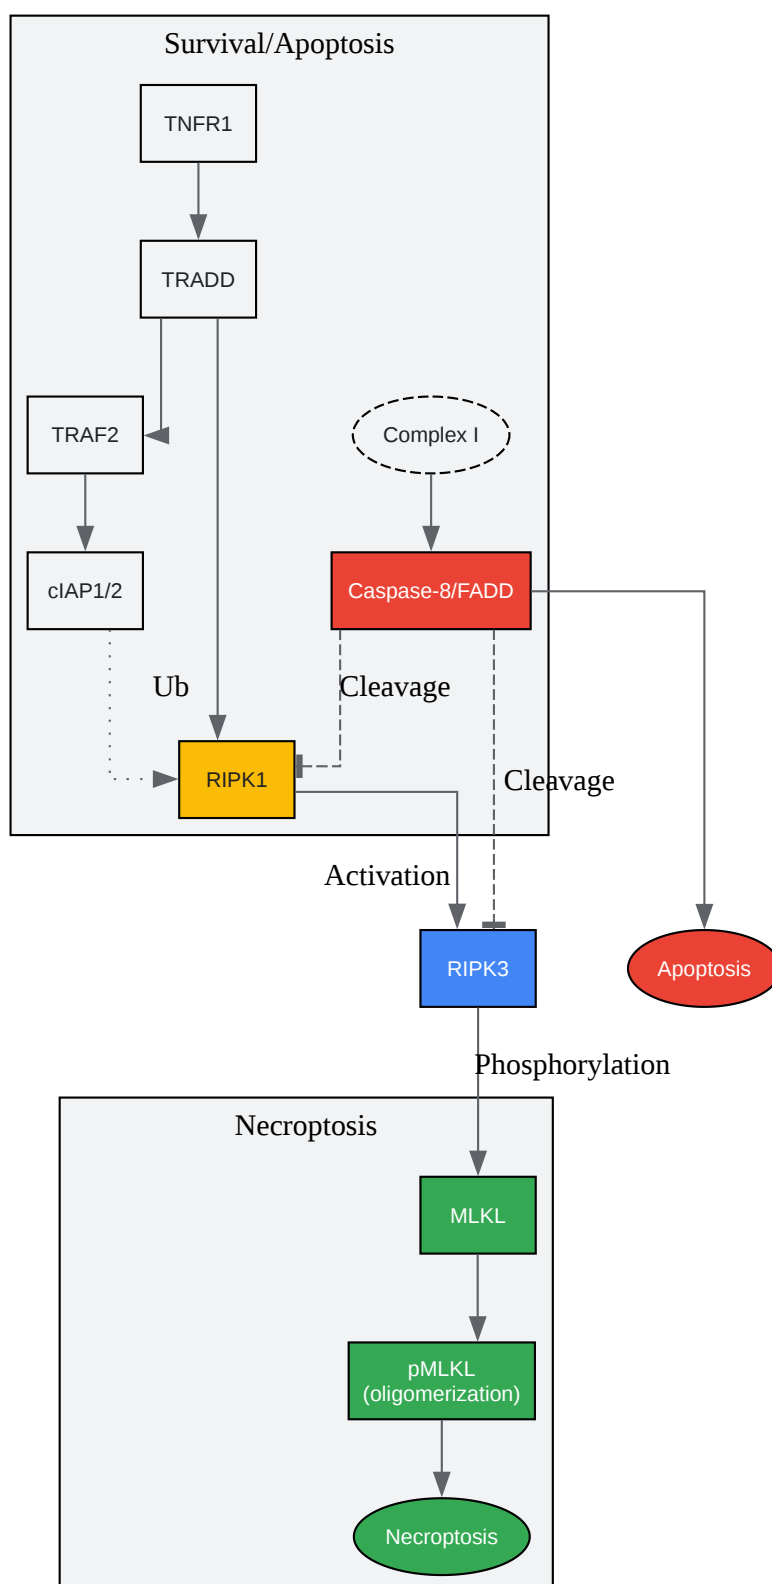 Survival/Apoptosis
TNFR1
TRADD
TRAF2
Complex I
cIAP1/2
Caspase-8/FADD
Ub
Cleavage
RIPK1
Cleavage
Activation
RIPK3
Apoptosis
Phosphorylation
Necroptosis
MLKL
pMLKL
(oligomerization)
Necroptosis